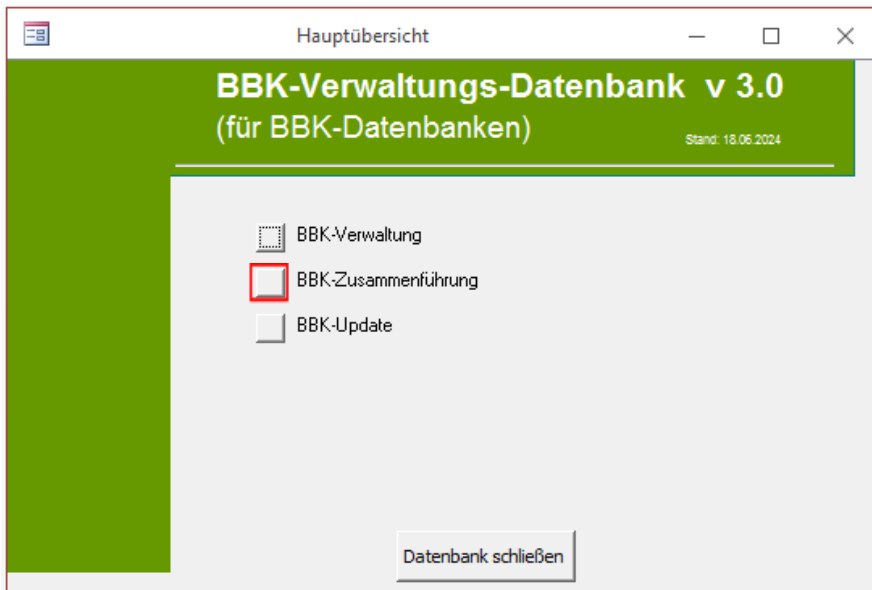 Hauptübersicht
BBK-Verwaltungs-Datenbank v 3.0
(für BBK-Datenbanken)
Stand: 18.06.2024
BBK-Verwaltung
BBK-Zusammenführung
BBK-Update
Datenbank schließen